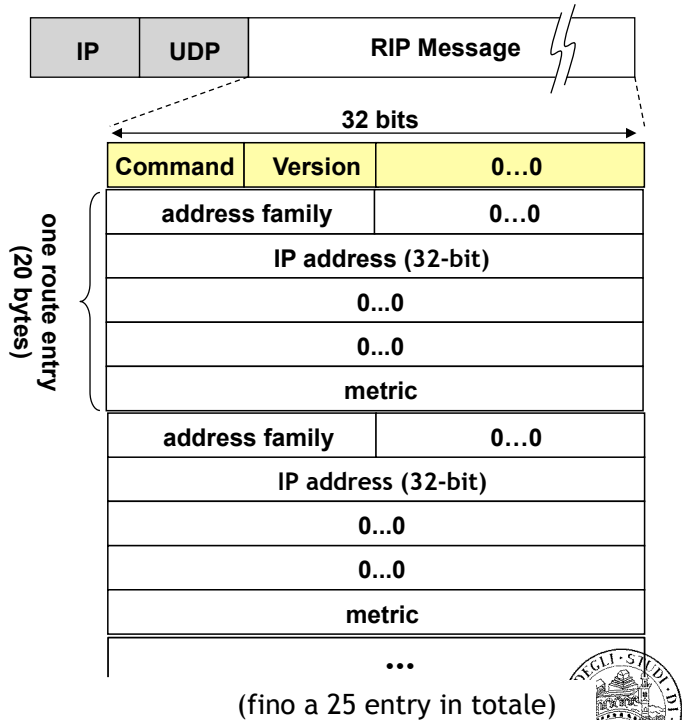 IP UDP RIP Message
32 bits
Command Version 0...0
one route entry
(20 bytes)
address family 0...0
IP address (32-bit)
0...0
0...0
metric
address family 0...0
IP address (32-bit)
0...0
0...0
metric
...
(fino a 25 entry in totale)